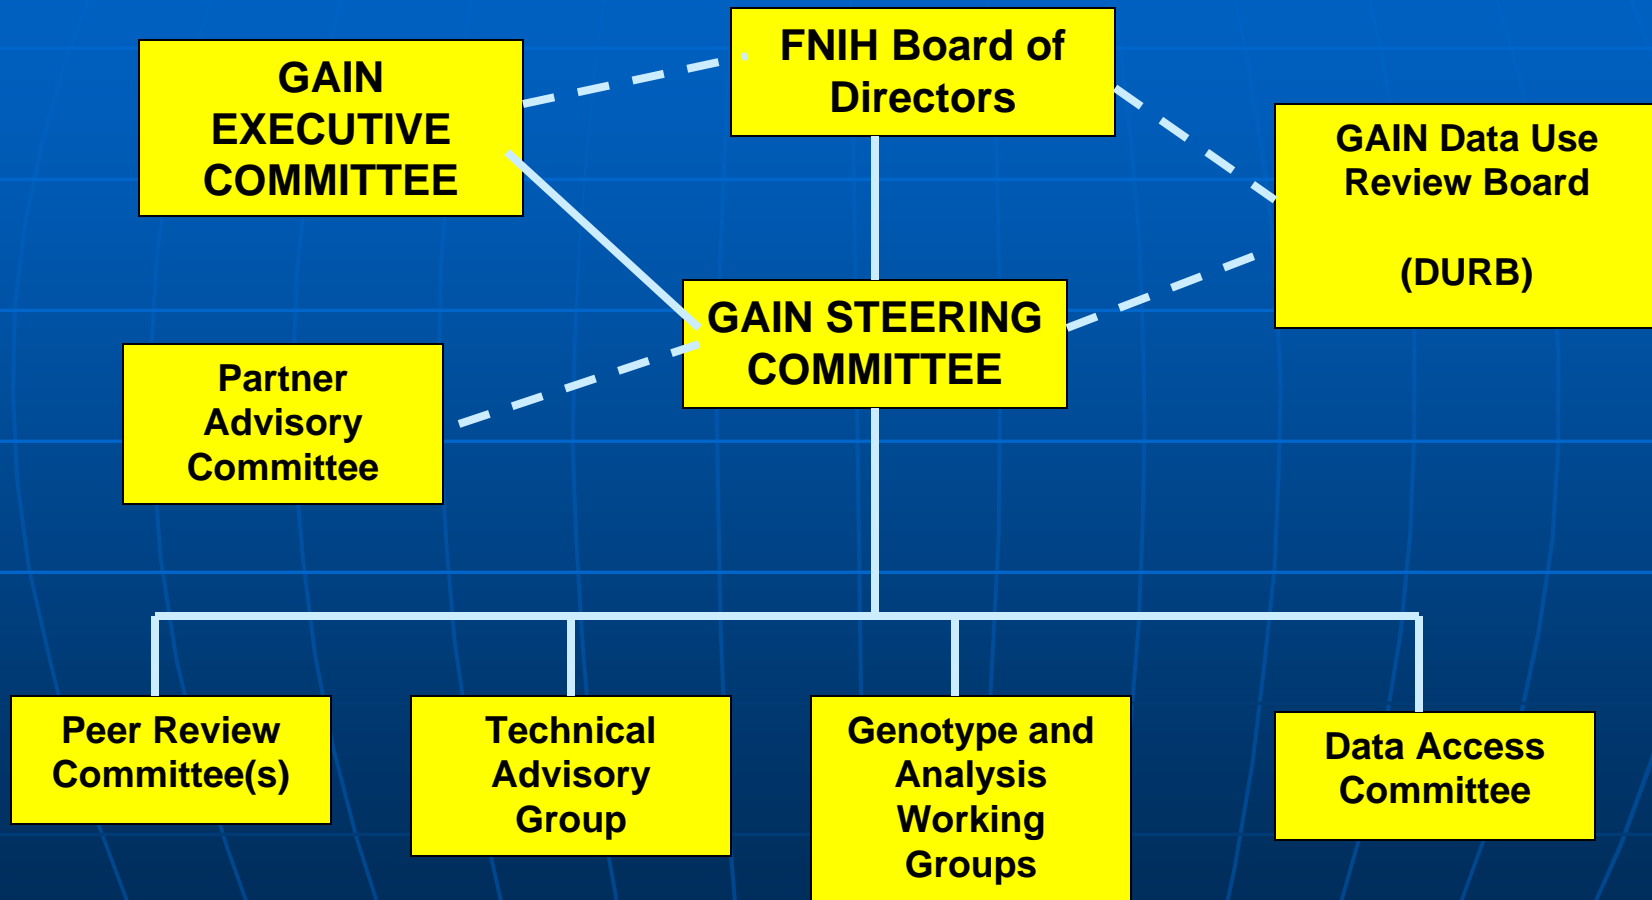 GAIN
EXECUTIVE
COMMITTEE
FNIH Board of
Directors
GAIN Data Use
Review Board
(DURB)
GAIN STEERING
COMMITTEE
Partner
Advisory
Committee
Peer Review
Committee(s)
Technical
Advisory
Group
Genotype and
Analysis
Working
Groups
Data Access
Committee